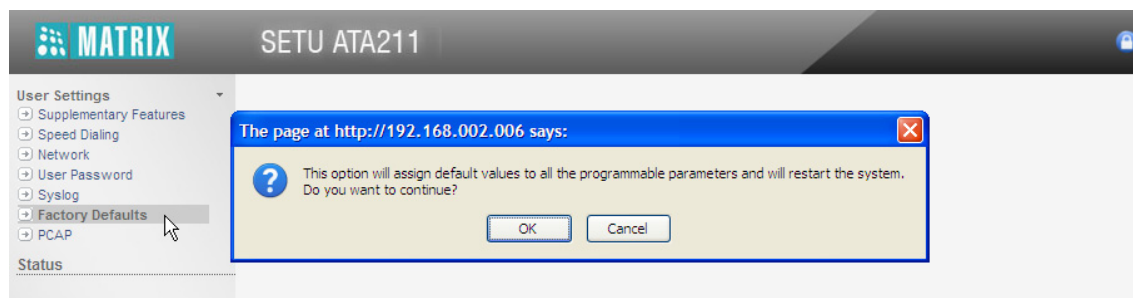 MATRIX
SETU ATA211
User Settings
Supplementary Features
Speed Dialing
Network
User Password
Syslog
Factory Defaults
PCAP
Status
The page at http://192.168.002.006 says:
This option will assign default values to all the programmable parameters and will restart the system.
Do you want to continue?
OK
Cancel